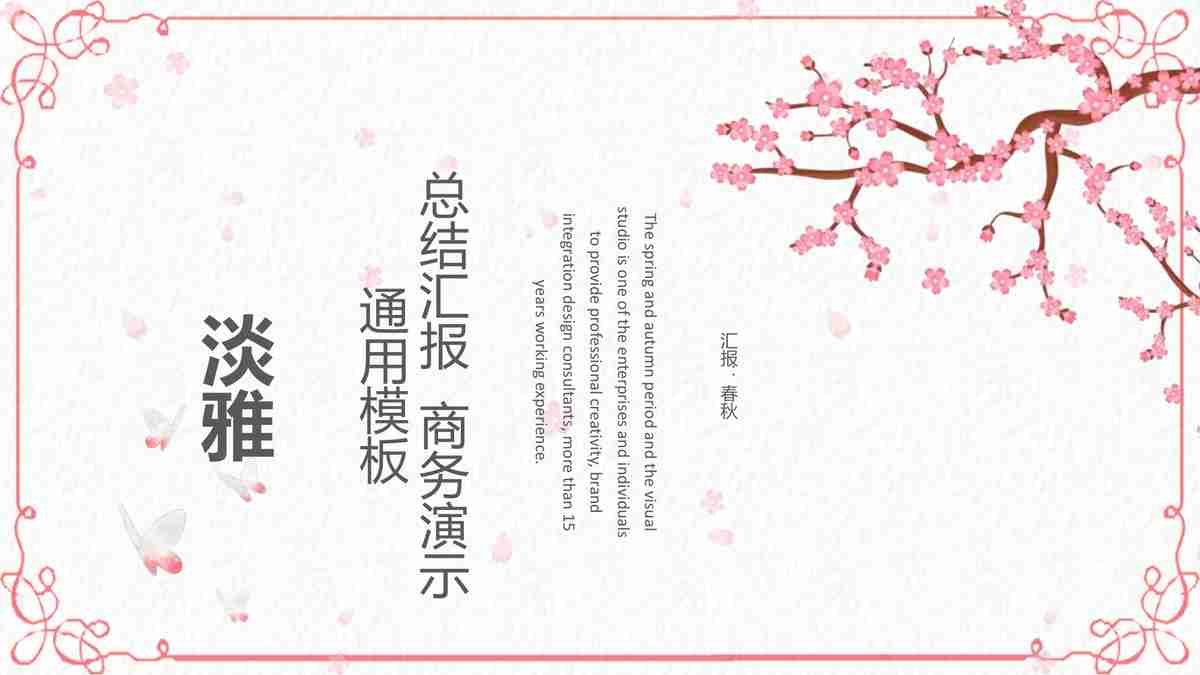 淡雅
总结汇报 商务演示
通用模板
The spring and autumn period and the visual
studio is one of the enterprises and individuals
to provide professional creativity, brand
integration design consultants, more than 15
years working experience.
汇报：春秋